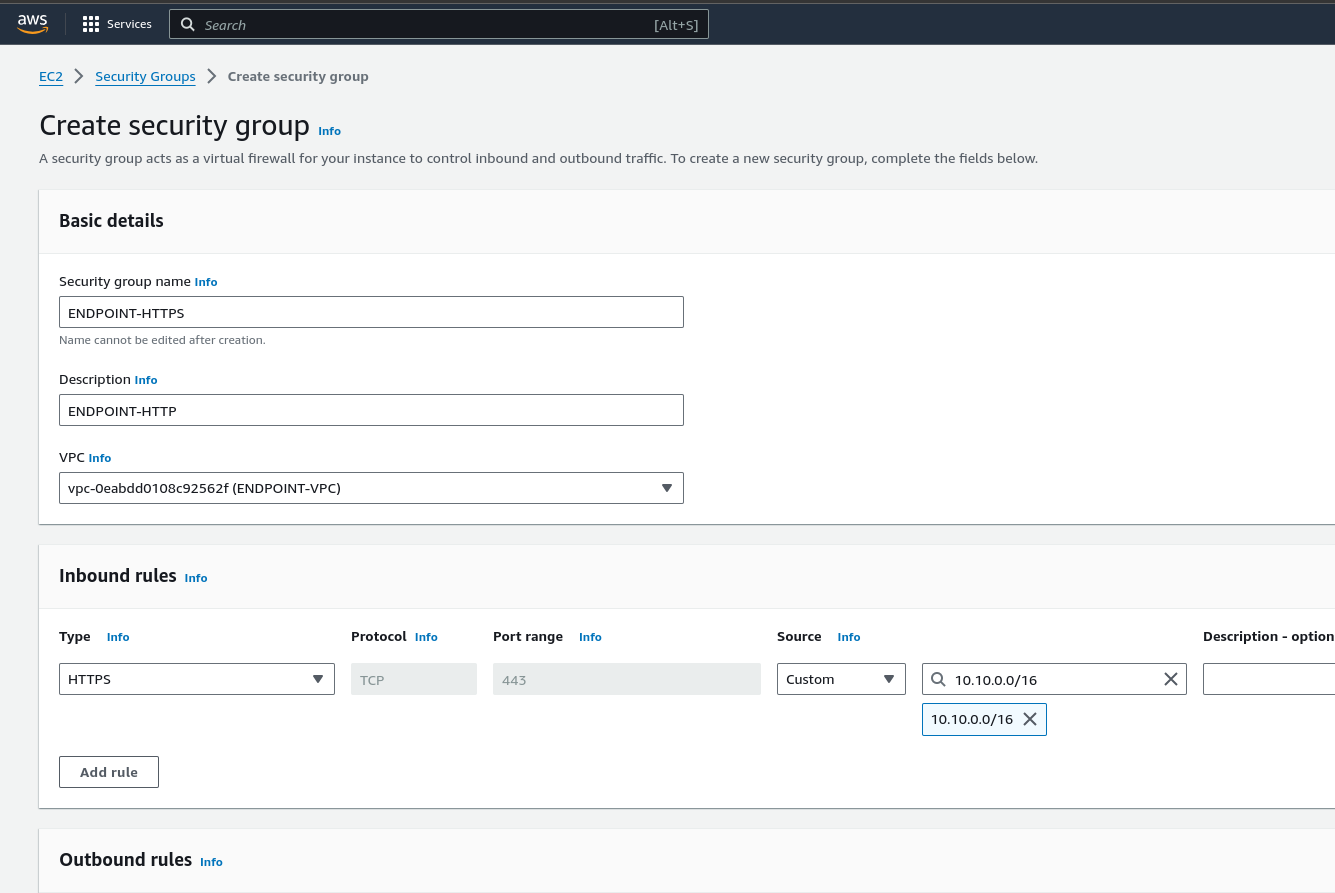 aws Services Search [Alt+S]
EC2 Security Groups Create security group
Create security group Info
A security group acts as a virtual firewall for your instance to control inbound and outbound traffic. To create a new security group, complete the fields below.
Basic details
Security group name Info
ENDPOINT-HTTPS
Name cannot be edited after creation.
Description Info
ENDPOINT-HTTP
VPC Info
vpc-0eabdd0108c92562f (ENDPOINT-VPC)
Inbound rules Info
Type Info Protocol Info Port range Info Source Info Description - option
HTTPS TCP 443 Custom 10.10.0.0/16
10.10.0.0/16
Add rule
Outbound rules Info